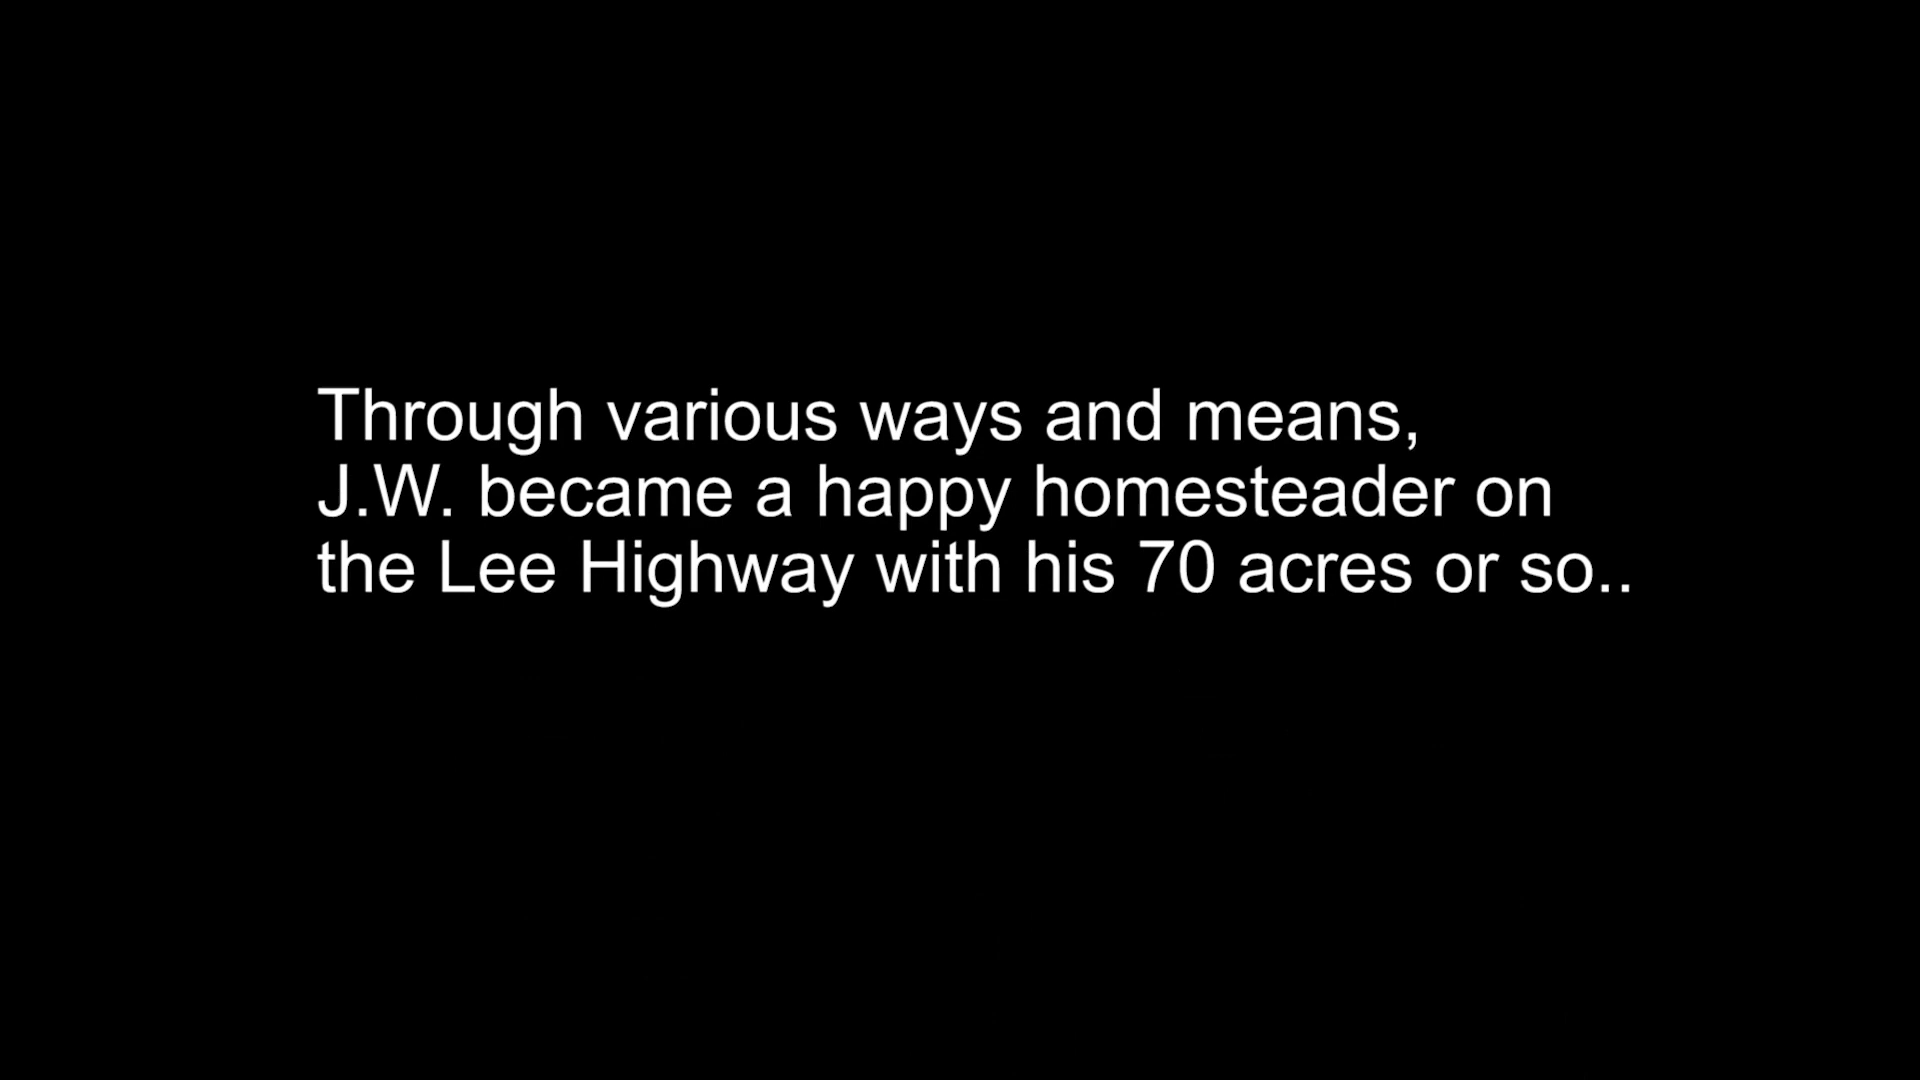 Through various ways and means,
J.W. became a happy homesteader on
the Lee Highway with his 70 acres or so..